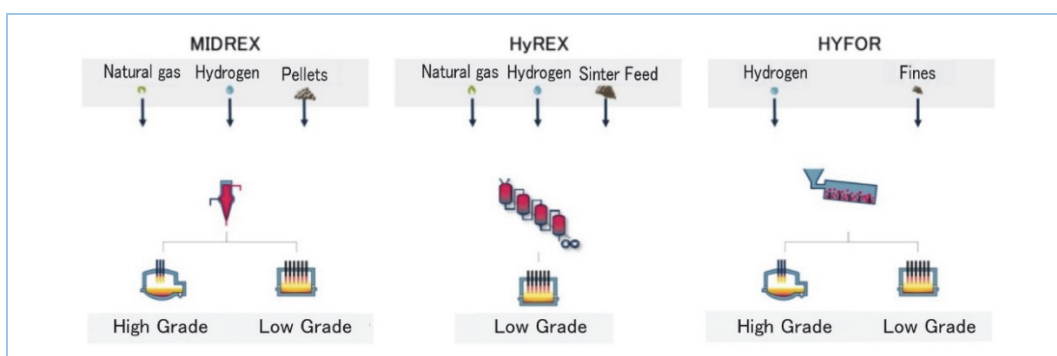 MIDREX HyREX HYFOR
Natural gas Hydrogen Pellets Natural gas Hydrogen Sinter Feed Hydrogen Fines
High Grade Low Grade Low Grade High Grade Low Grade